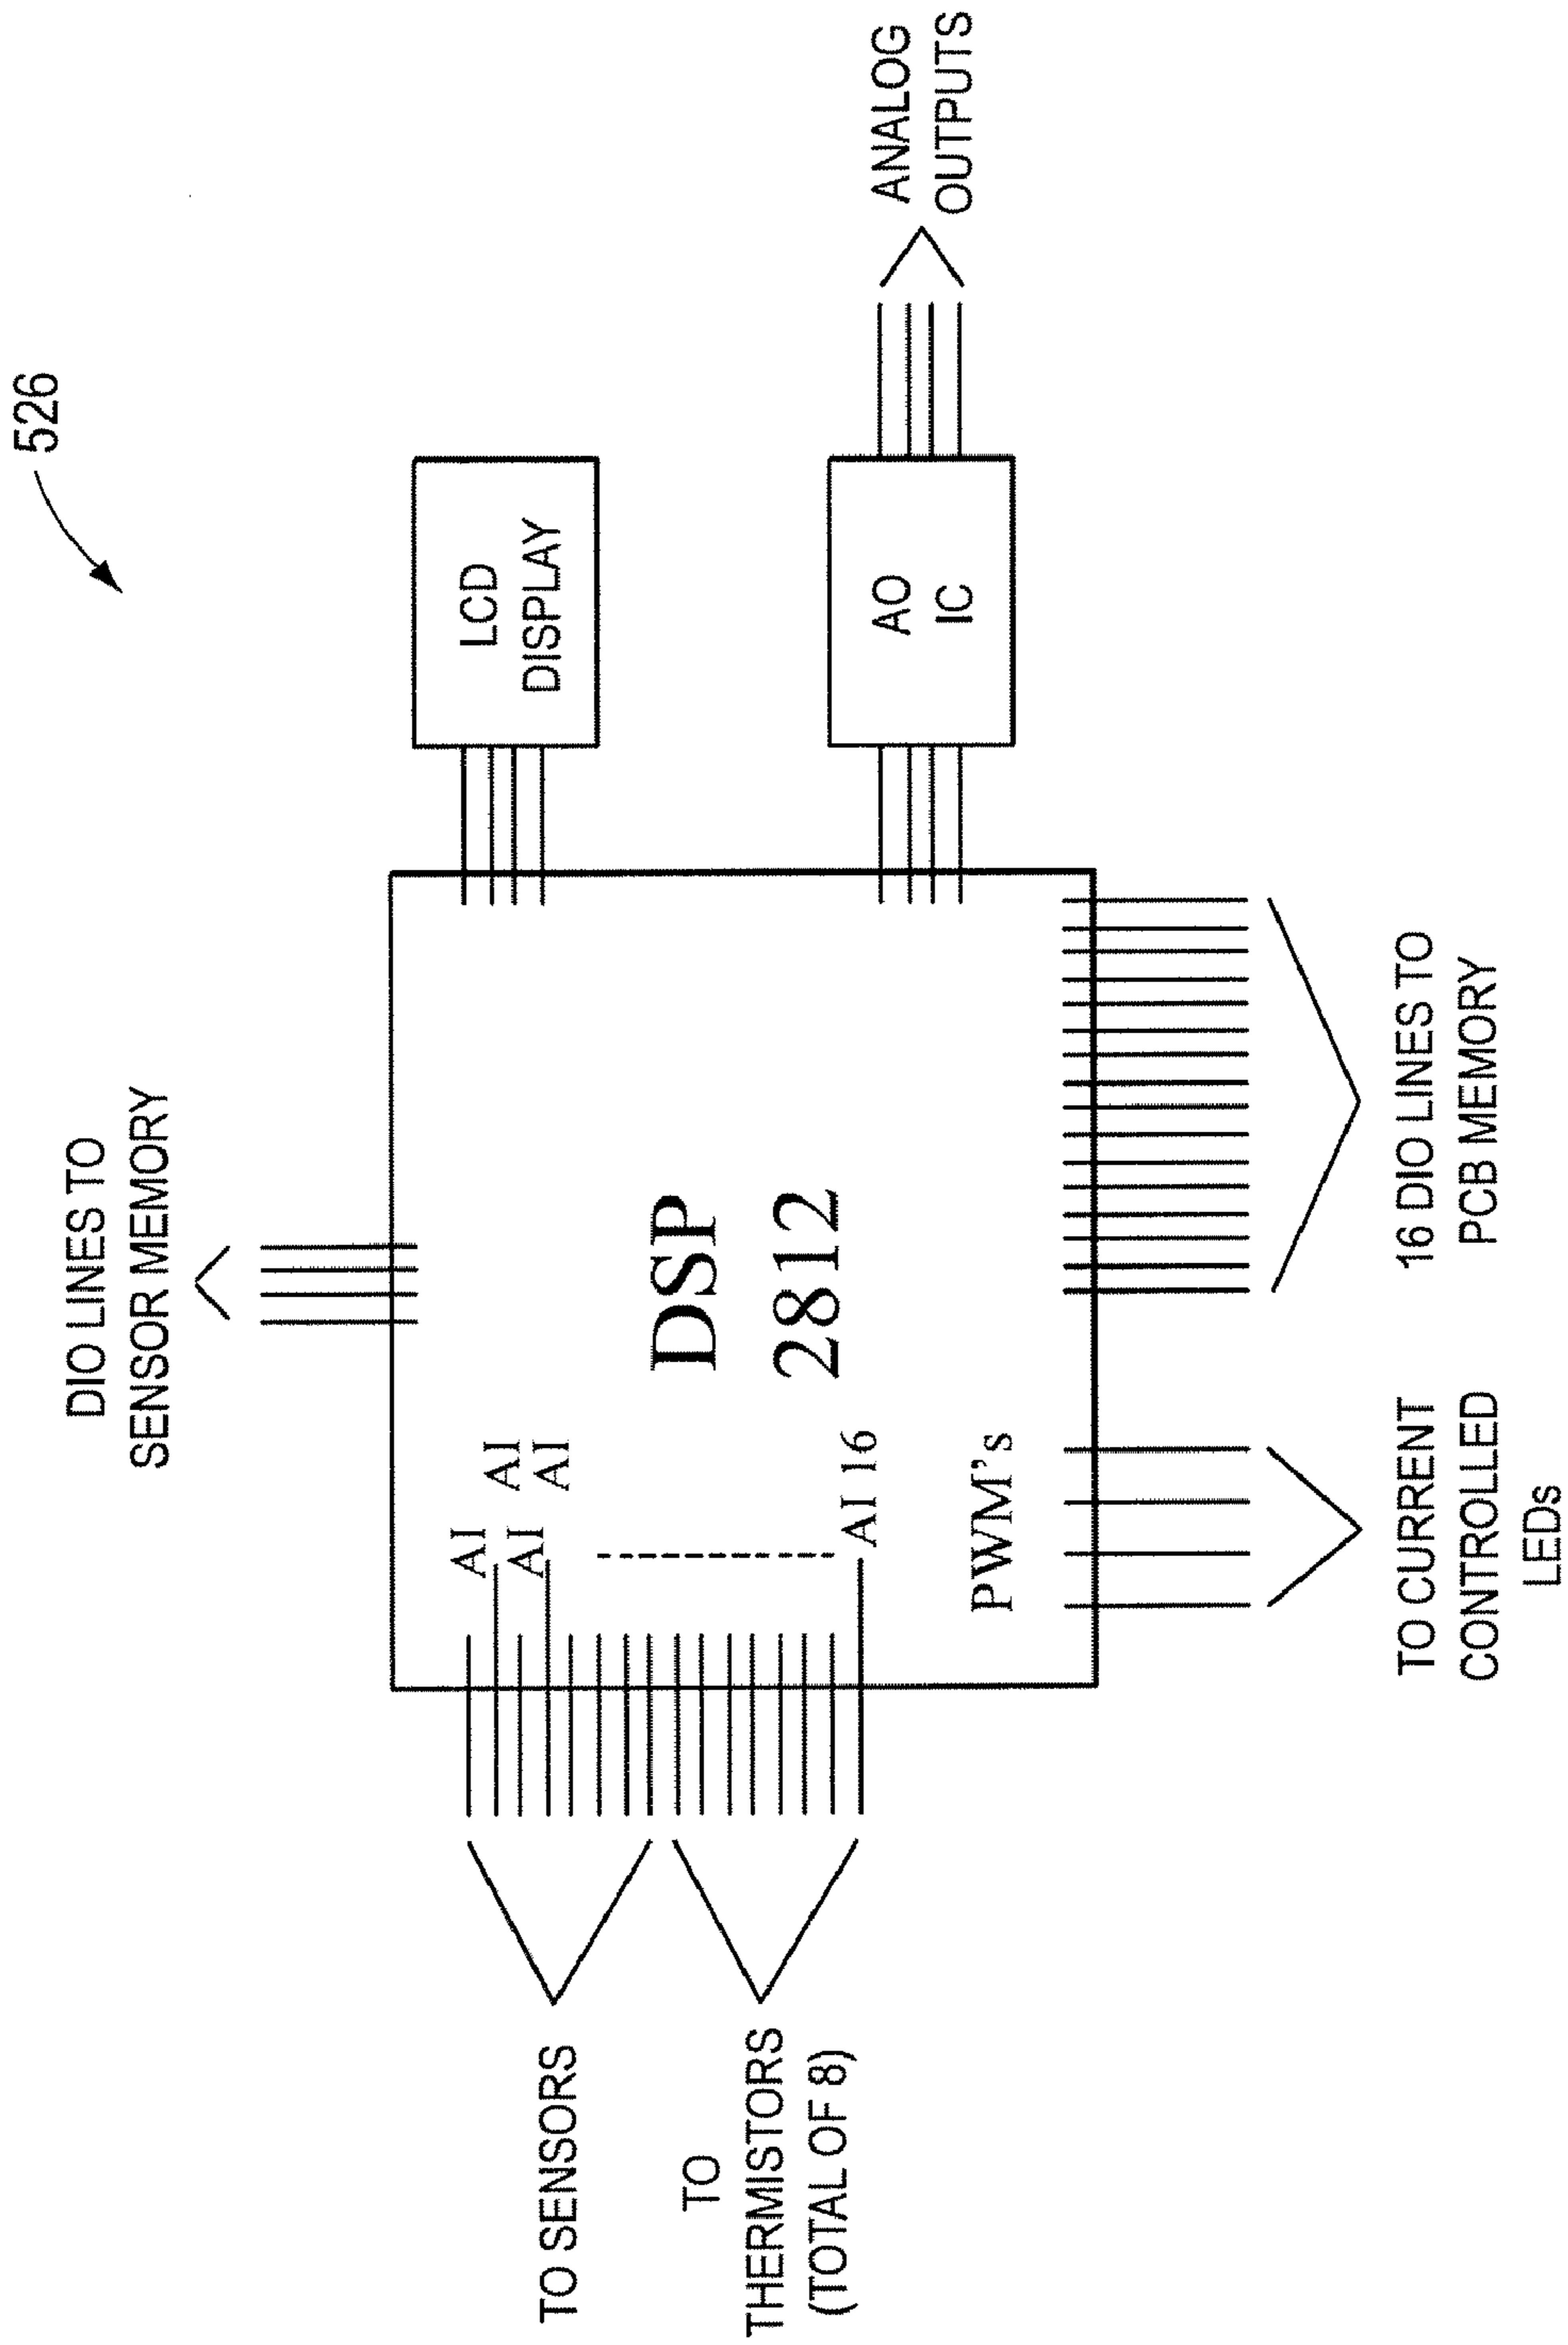 526
DIO LINES TO
SENSOR MEMORY
LCD
DISPLAY
AI
AI
AI
AI
AI 16
DSP
2812
PWM's
AO
IC
ANALOG
OUTPUTS
TO SENSORS
TO
THERMISTORS
(TOTAL OF 8)
TO CURRENT
CONTROLLED
LEDs
16 DIO LINES TO
PCB MEMORY